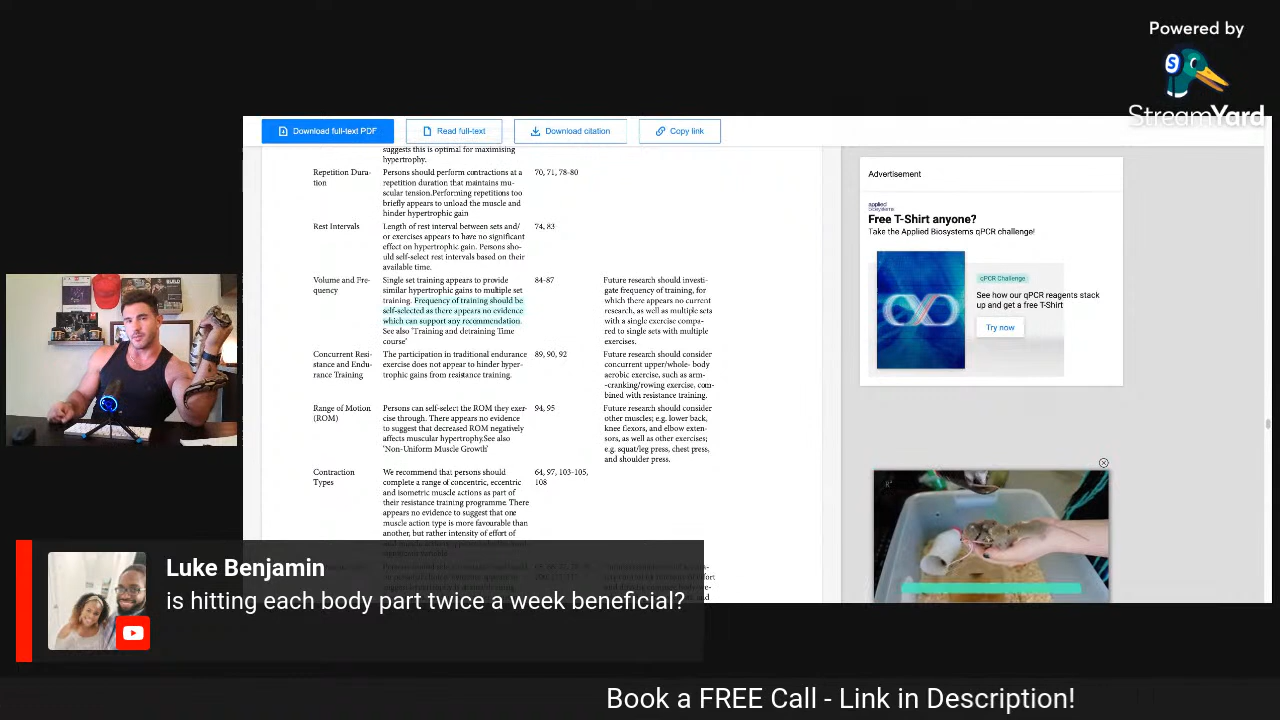 Powered by
StreamYard
Download full-text PDF
Read full-text
Download citation
Copy link
suggests this is optimal for maximising
hypertrophy.
Repetition Dura-
tion
Persons should perform contractions at a
repetition duration that maintains mu-
scular tension.Performing repetitions too
briefly appears to unload the muscle and
hinder hypertrophic gain
70, 71, 78-80
Rest Intervals
Length of rest interval between sets and/
or exercises appears to have no significant
effect on hypertrophic gain. Persons sho-
uld self-select rest intervals based on their
available time.
74, 83
Volume and Fre-
quency
Single set training appears to provide
similar hypertrophic gains to multiple set
training. Frequency of training should be
self-selected as there appears no evidence
which can support any recommendation.
See also 'Training and detraining Time
course'
84-87
Future research should investi-
gate frequency of training, for
which there appears no current
research, as well as multiple sets
with a single exercise compa-
red to single sets with multiple
exercises.
Concurrent Resi-
stance and Endu-
rance Training
The participation in traditional endurance
exercise does not appear to hinder hyper-
trophic gains from resistance training.
89, 90, 92
Future research should consider
concurrent upper/whole- body
aerobic exercise, such as arm-
-cranking/rowing exercise, com-
bined with resistance training.
Range of Motion
(ROM)
Persons can self-select the ROM they exer-
cise through. There appears no evidence
to suggest that decreased ROM negatively
affects muscular hypertrophy.See also
'Non-Uniform Muscle Growth'
94, 95
Future research should consider
other muscles; e.g. lower back,
knee flexors, and elbow exten-
sors, as well as other exercises;
e.g. squat/leg press, chest press,
and shoulder press.
Contraction
Types
We recommend that persons should
complete a range of concentric, eccentric
and isometric muscle actions as part of
their resistance training programme. There
appears no evidence to suggest that one
muscle action type is more favourable than
another, but rather intensity of effort of
64, 97, 103-105,
108
Advertisement
applied
biosystems
Free T-Shirt anyone?
Take the Applied Biosystems qPCR challenge!
qPCR Challenge
See how our qPCR reagents stack
up and get a free T-Shirt
Try now
Luke Benjamin
is hitting each body part twice a week beneficial?
Book a FREE Call - Link in Description!